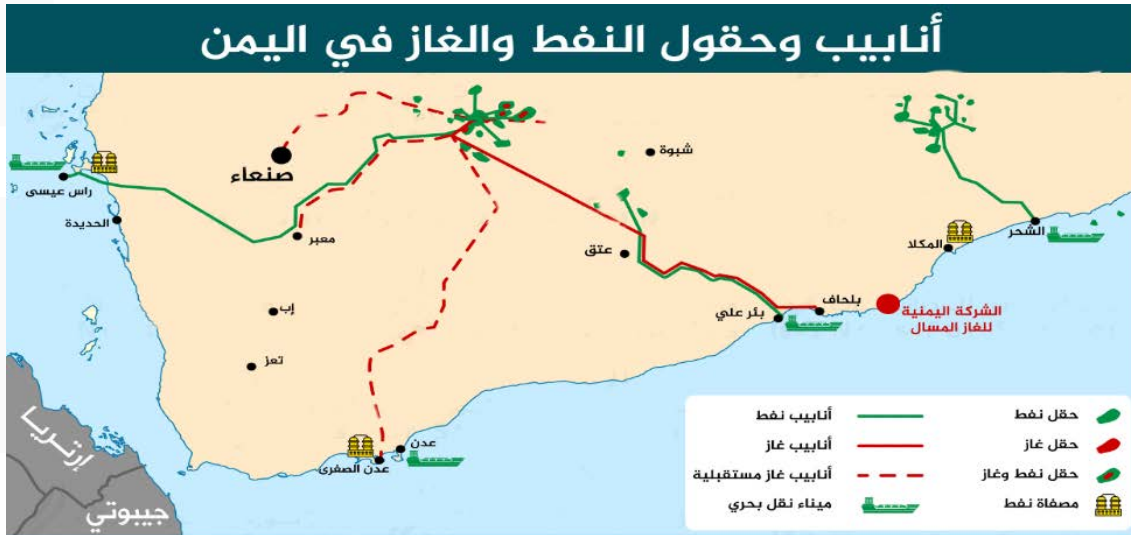 أنابيب وحقول النفط والغاز في اليمن
صنعاء
شبوة
راس عيسى
الحديدة
معبر
عتق
الشحر
المكلا
بلحاف
بئر علي
الشركة اليمنية
للغاز المسال
إب
تعز
عدن
عدن الصغرى
إرتريا
جيبوتي
حقل نفط
أنابيب نفط
حقل غاز
أنابيب غاز
حقل نفط وغاز
أنابيب غاز مستقبلية
مصفاة نفط
ميناء نقل بحري